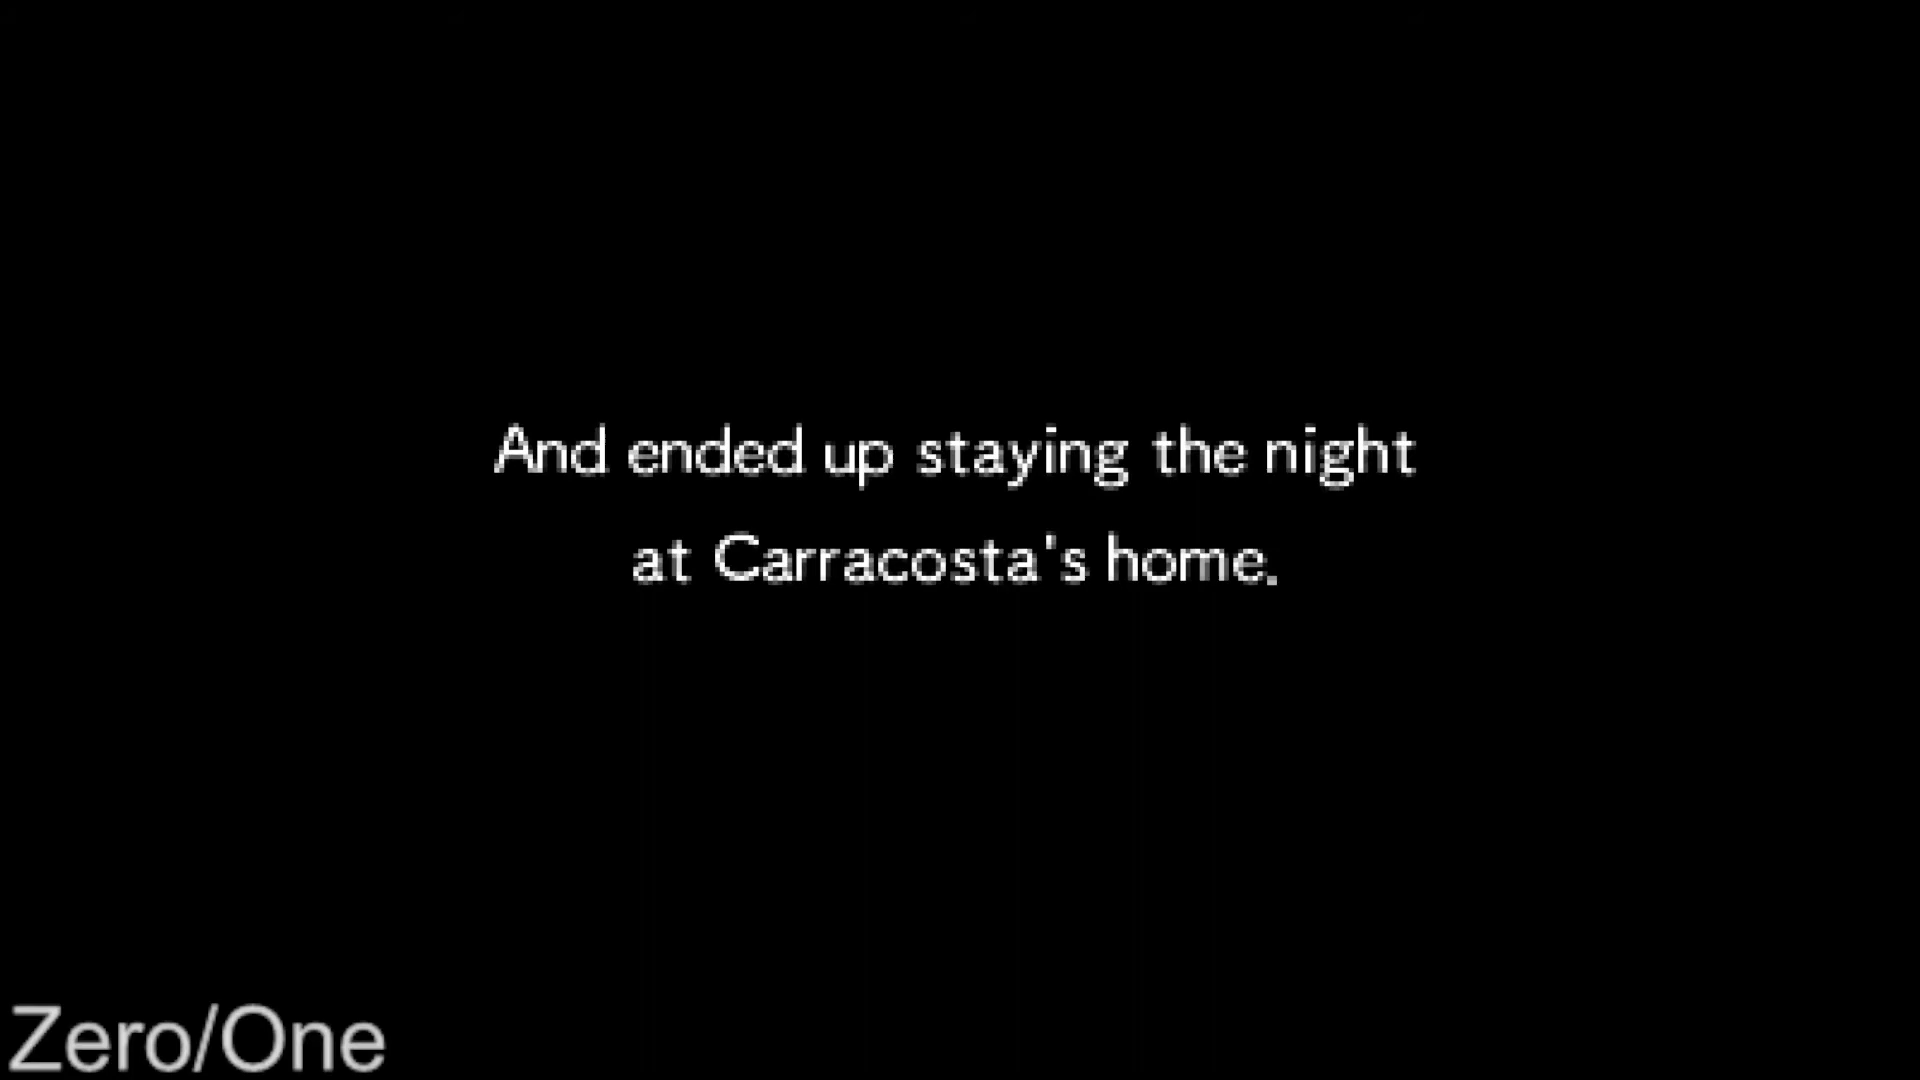 And ended up staying the night
at Carracosta's home.
Zero/One